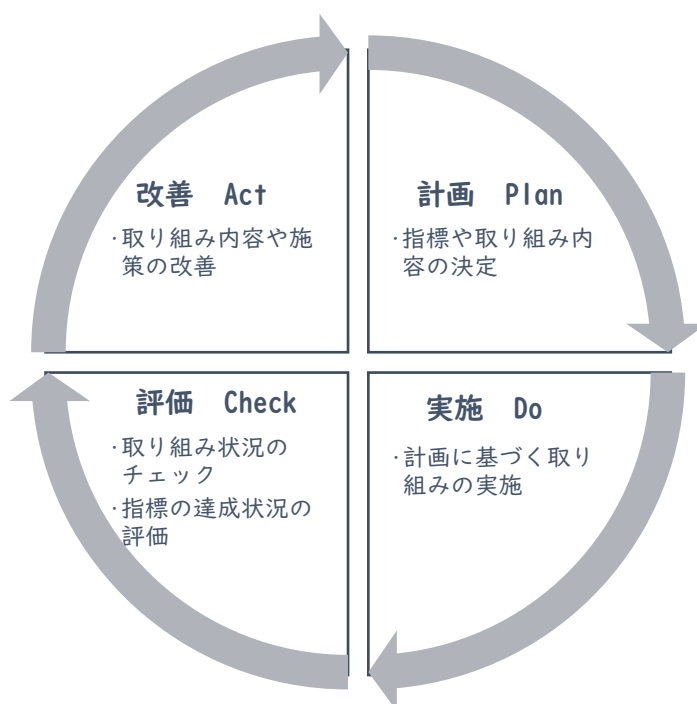 改善　Act
・取り組み内容や施
策の改善
計画　Plan
・指標や取り組み内
容の決定
評価　Check
・取り組み状況の
チェック
・指標の達成状況の
評価
実施　Do
・計画に基づく取り
組みの実施